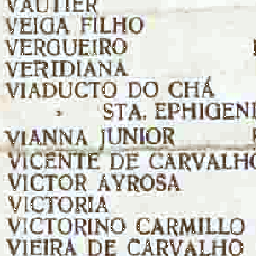 VAUTIER
VEIGA FILHO
VERGUEIRO
VERIDIANA
VIADUCTO DO CHÁ
» STA. EPHIGENI
VIANNA JUNIOR
VICENTE DE CARVALHO
VICTOR AYROSA
VICTORIA
VICTORINO CARMILLO
VIEIRA DE CARVALHO